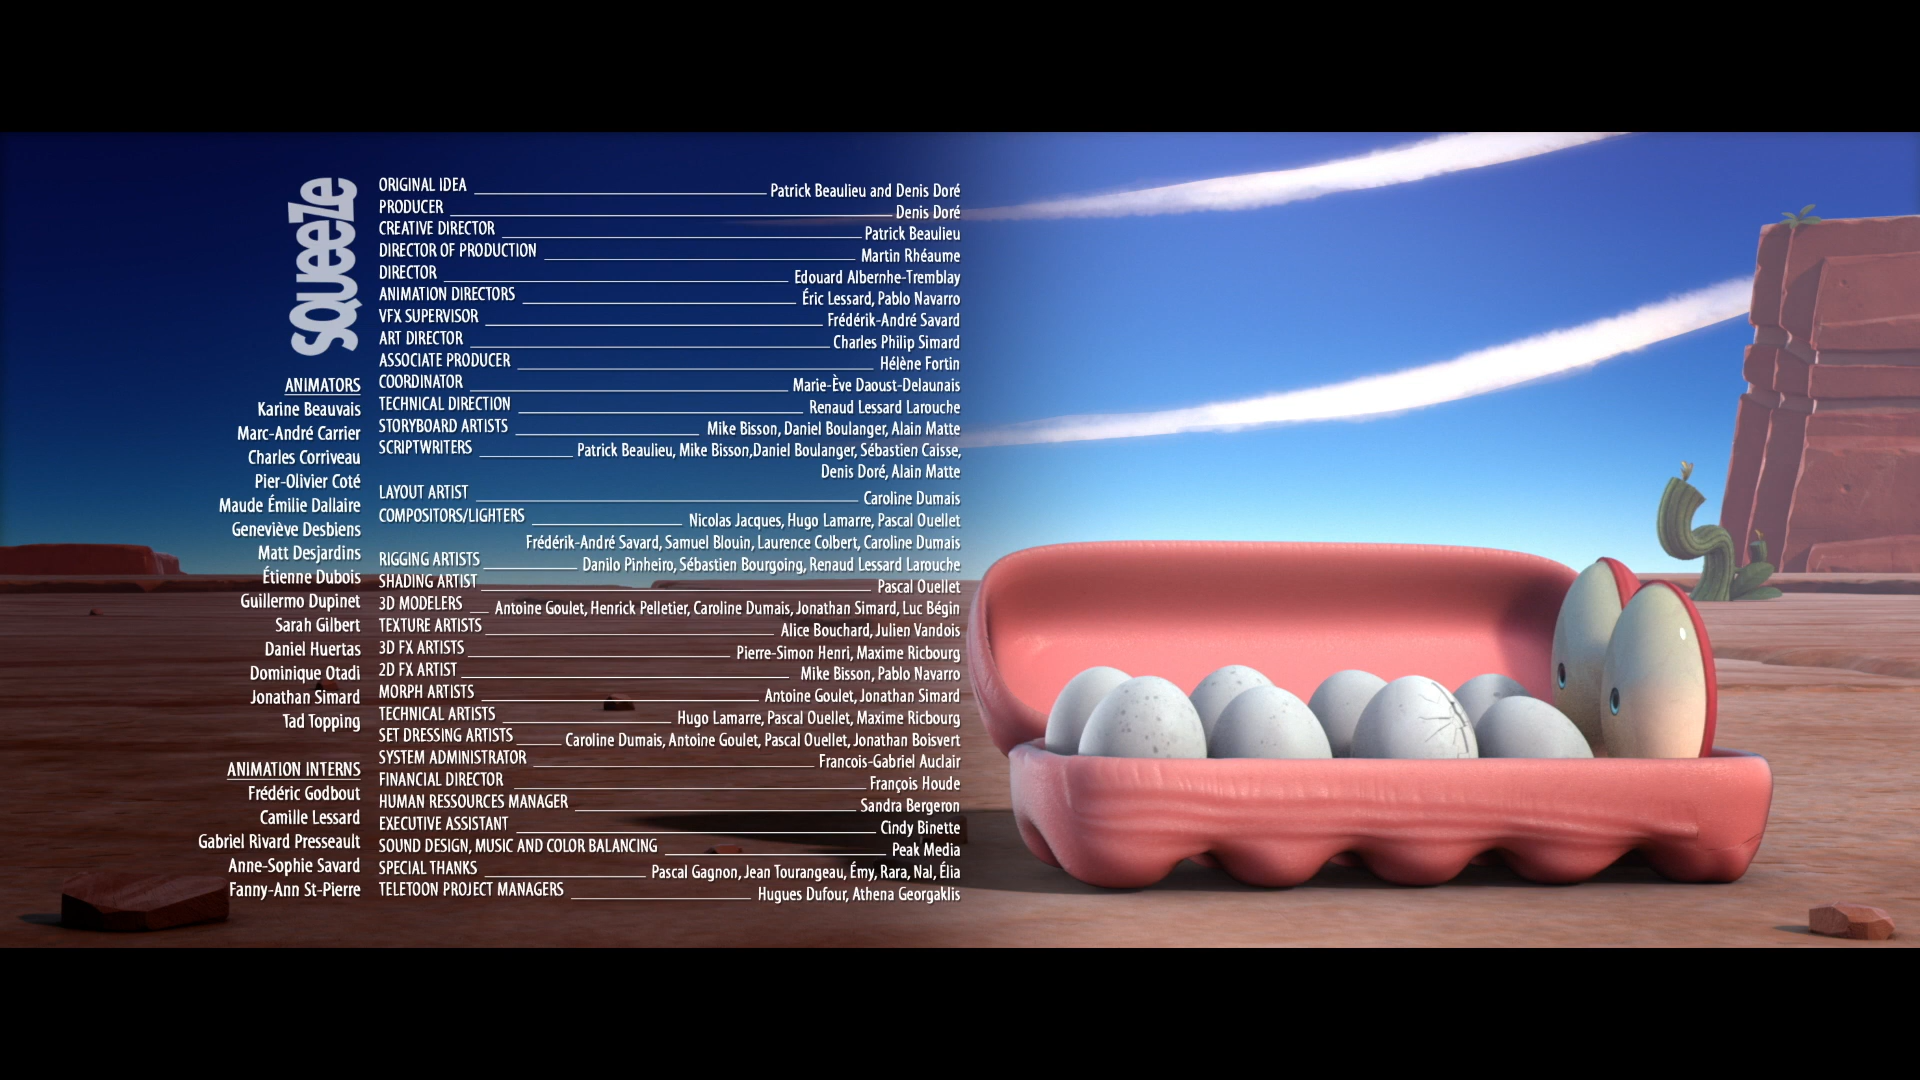 squeeze
ANIMATORS
Karine Beauvais
Marc-André Carrier
Charles Corriveau
Pier-Olivier Coté
Maude Émilie Dallaire
Geneviève Desbiens
Matt Desjardins
Étienne Dubois
Guillermo Dupinet
Sarah Gilbert
Daniel Huertas
Dominique Otadi
Jonathan Simard
Tad Topping
ANIMATION INTERNS
Frédéric Godbout
Camille Lessard
Gabriel Rivard Presseault
Anne-Sophie Savard
Fanny-Ann St-Pierre
ORIGINAL IDEA Patrick Beaulieu and Denis Doré
PRODUCER Denis Doré
CREATIVE DIRECTOR Patrick Beaulieu
DIRECTOR OF PRODUCTION Martin Rhéaume
DIRECTOR Edouard Albernhe-Tremblay
ANIMATION DIRECTORS Éric Lessard, Pablo Navarro
VFX SUPERVISOR Frédérik-André Savard
ART DIRECTOR Charles Philip Simard
ASSOCIATE PRODUCER Hélène Fortin
COORDINATOR Marie-Ève Daoust-Delaunais
TECHNICAL DIRECTION Renaud Lessard Larouche
STORYBOARD ARTISTS Mike Bisson, Daniel Boulanger, Alain Matte
SCRIPTWRITERS Patrick Beaulieu, Mike Bisson,Daniel Boulanger, Sébastien Caisse,
Denis Doré, Alain Matte
LAYOUT ARTIST Caroline Dumais
COMPOSITORS/LIGHTERS Nicolas Jacques, Hugo Lamarre, Pascal Ouellet
Frédérik-André Savard, Samuel Blouin, Laurence Colbert, Caroline Dumais
RIGGING ARTISTS Danilo Pinheiro, Sébastien Bourgoing, Renaud Lessard Larouche
SHADING ARTIST Pascal Ouellet
3D MODELERS Antoine Goulet, Henrick Pelletier, Caroline Dumais, Jonathan Simard, Luc Bégin
TEXTURE ARTISTS Alice Bouchard, Julien Vandois
3D FX ARTISTS Pierre-Simon Henri, Maxime Ricbourg
2D FX ARTIST Mike Bisson, Pablo Navarro
MORPH ARTISTS Antoine Goulet, Jonathan Simard
TECHNICAL ARTISTS Hugo Lamarre, Pascal Ouellet, Maxime Ricbourg
SET DRESSING ARTISTS Caroline Dumais, Antoine Goulet, Pascal Ouellet, Jonathan Boisvert
SYSTEM ADMINISTRATOR Francois-Gabriel Auclair
FINANCIAL DIRECTOR François Houde
HUMAN RESSOURCES MANAGER Sandra Bergeron
EXECUTIVE ASSISTANT Cindy Binette
SOUND DESIGN, MUSIC AND COLOR BALANCING Peak Media
SPECIAL THANKS Pascal Gagnon, Jean Tourangeau, Émy, Rara, Nal, Élia
TELETOON PROJECT MANAGERS Hugues Dufour, Athena Georgaklis